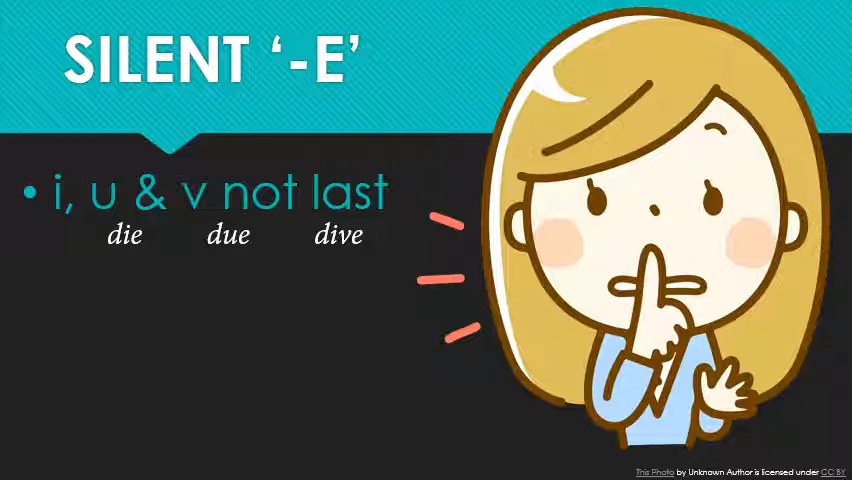 SILENT ‘-E’
• i, u & v not last
die due dive
This Photo by Unknown Author is licensed under CC BY